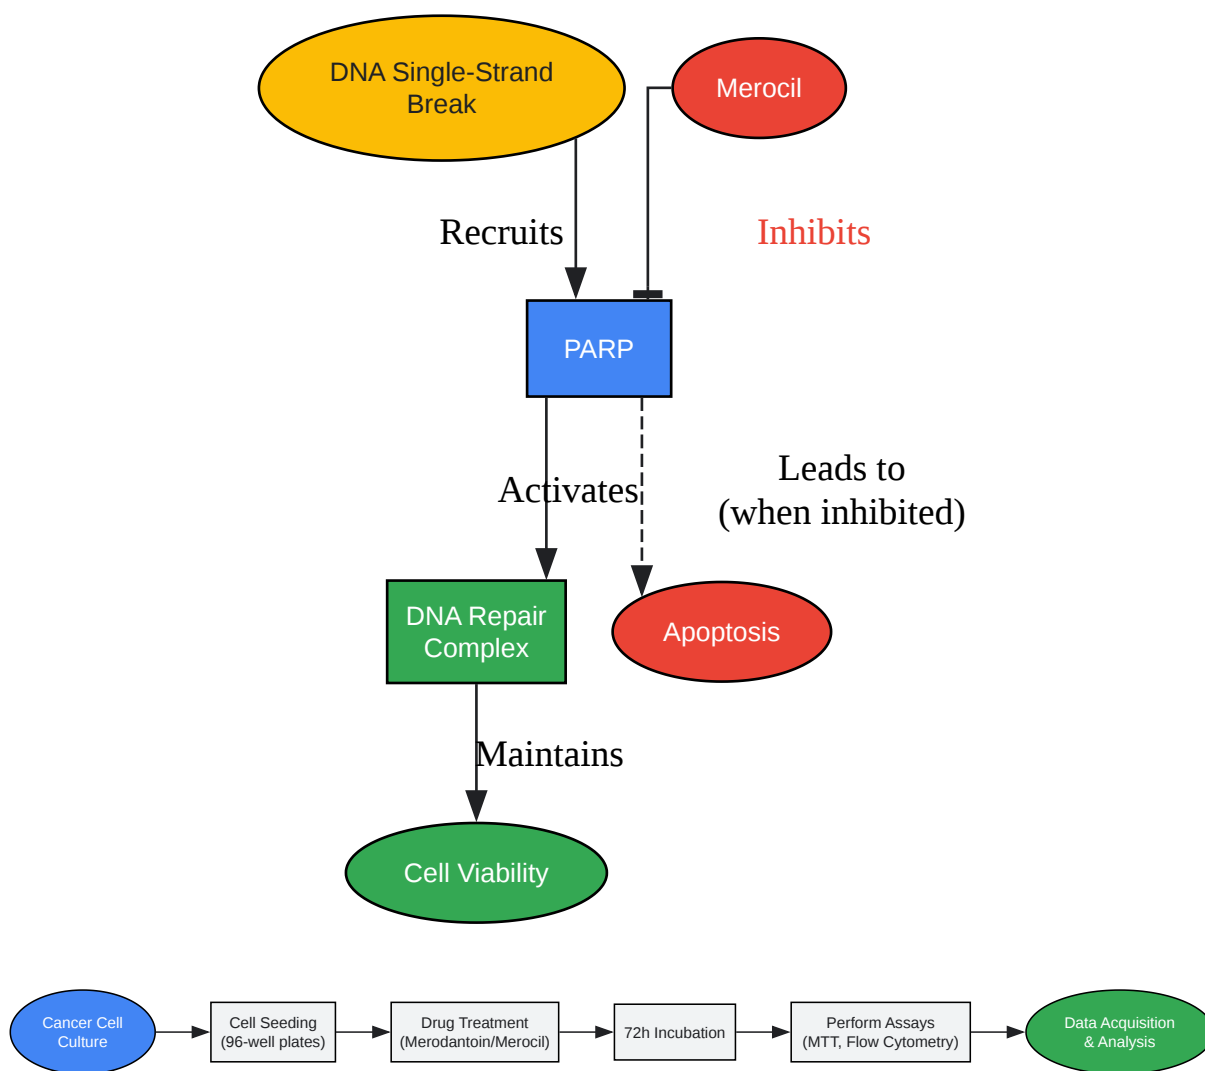 DNA Single-Strand
Break
Merocil
Recruits
Inhibits
PARP
Activates
Leads to
(when inhibited)
DNA Repair
Complex
Apoptosis
Maintains
Cell Viability
Cancer Cell
Culture
Cell Seeding
(96-well plates)
Drug Treatment
(Merodantoin/Merocil)
72h Incubation
Perform Assays
(MTT, Flow Cytometry)
Data Acquisition
& Analysis